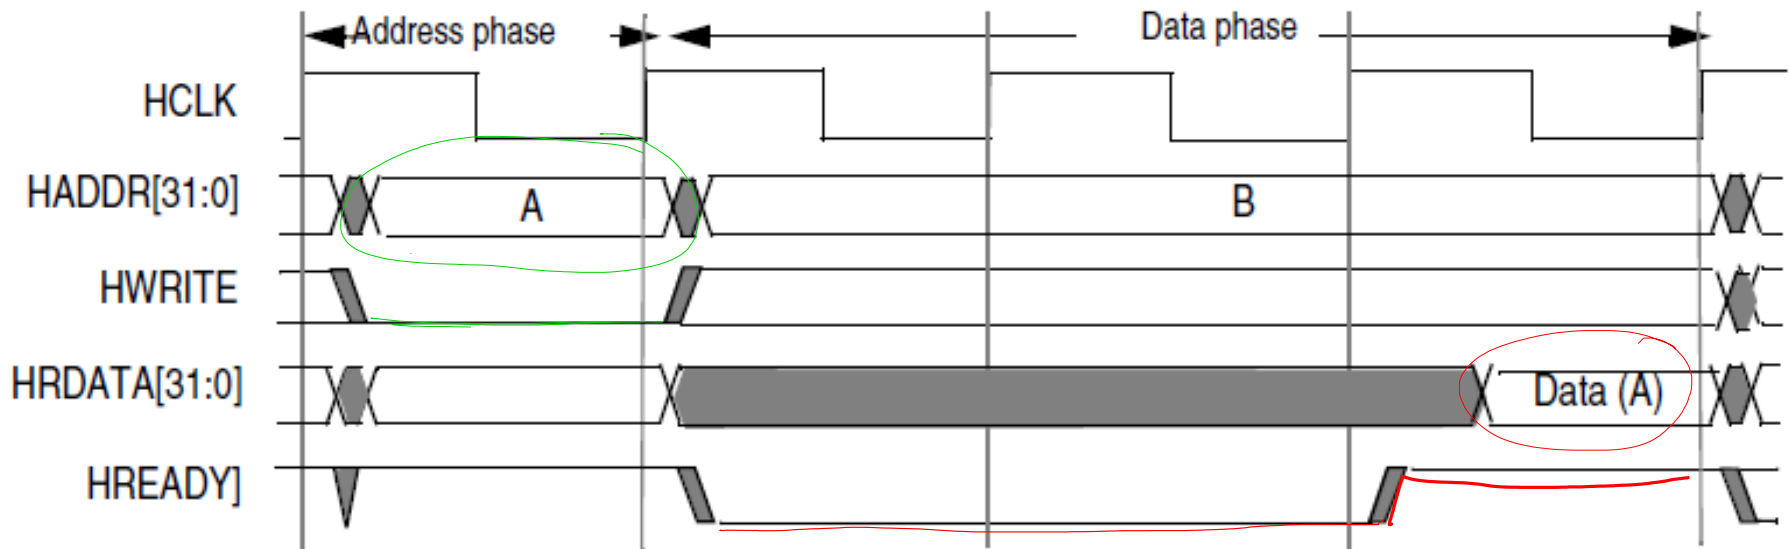 Address phase
Data phase
HCLK
HADDR[31:0]
A
B
HWRITE
HRDATA[31:0]
Data (A)
HREADY]